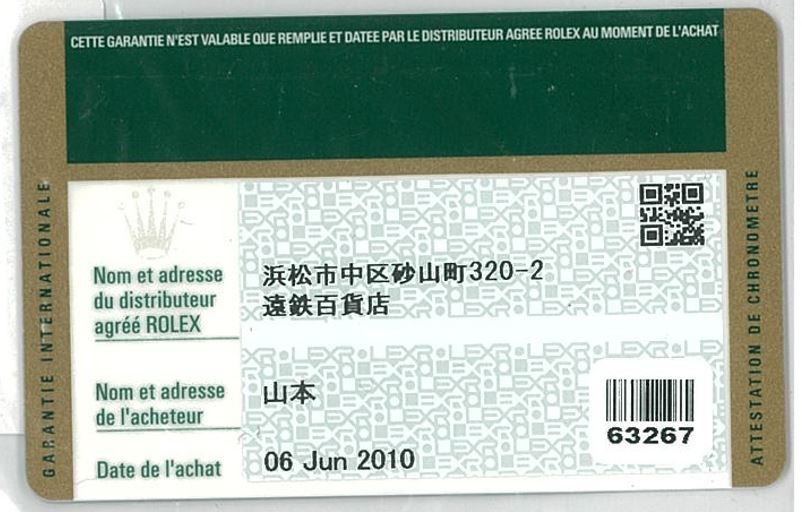 CETTE GARANTIE N'EST VALABLE QUE REMPLIE ET DATEE PAR LE DISTRIBUTEUR AGREE ROLEX AU MOMENT DE L'ACHAT
GARANTIE INTERNATIONALE
Nom et adresse
du distributeur
agréé ROLEX
浜松市中区砂山町320-2
遠鉄百貨店
Nom et adresse
de l'acheteur
山本
63267
Date de l'achat
06 Jun 2010
ATTESTATION DE CHRONOMETRE